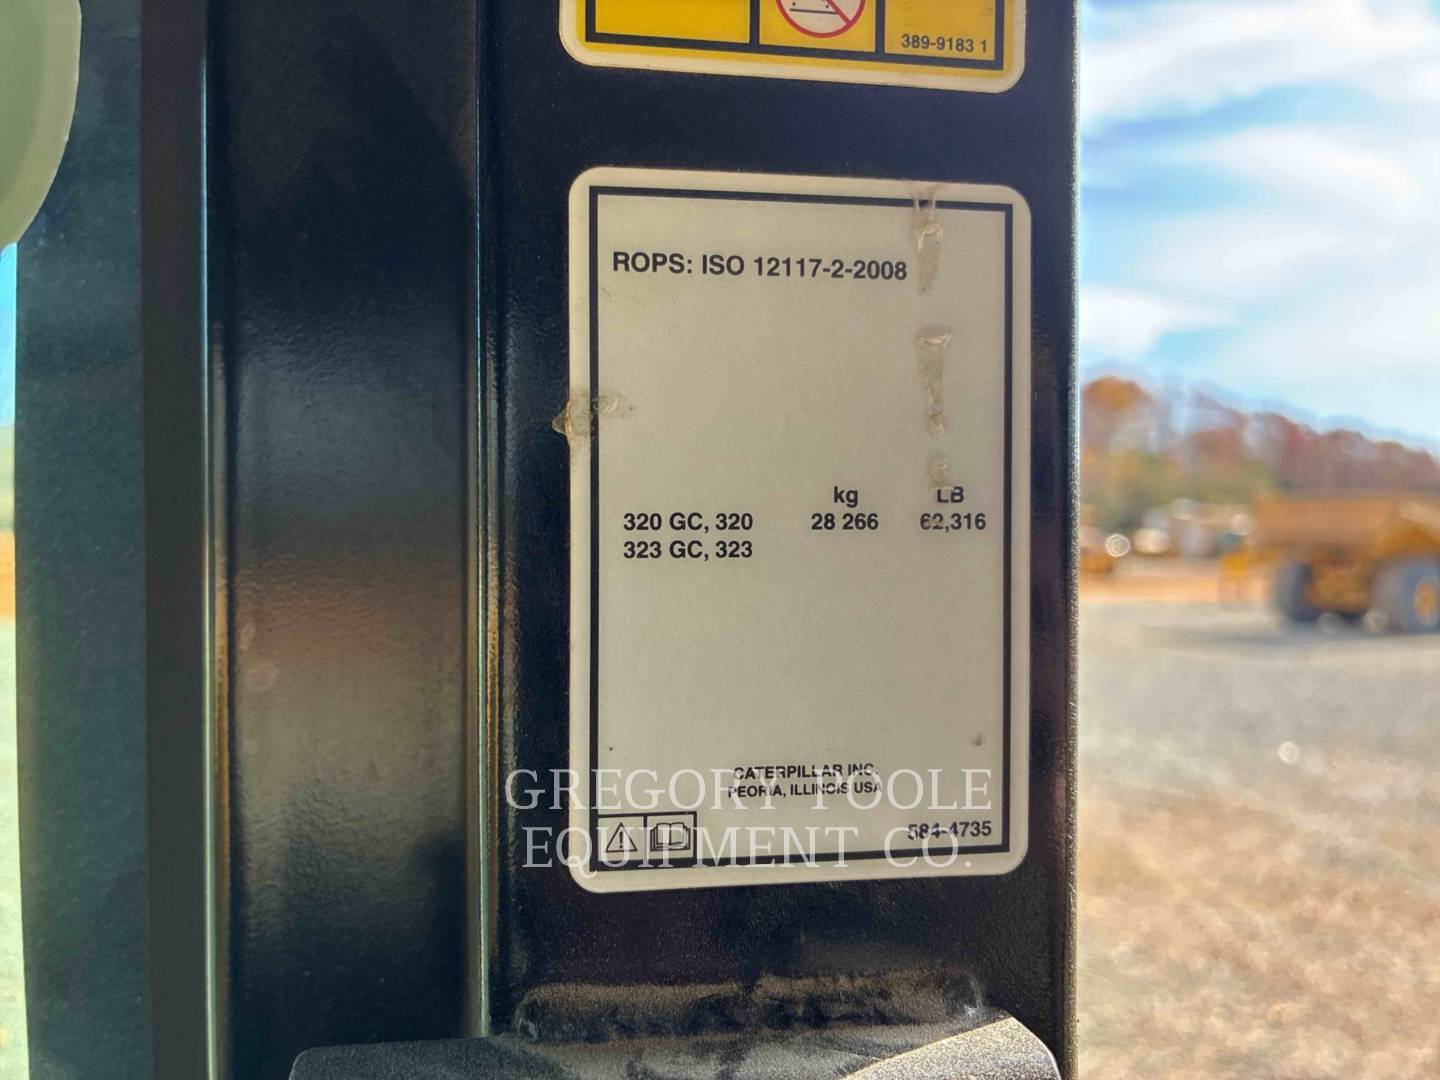 389-9183 1
ROPS: ISO 12117-2-2008
kg LB
320 GC, 320 28 266 62,316
323 GC, 323
CATERPILLAR INC.
PEORIA, ILLINOIS USA
584-4735
GREGORY POOLE
EQUIPMENT CO.